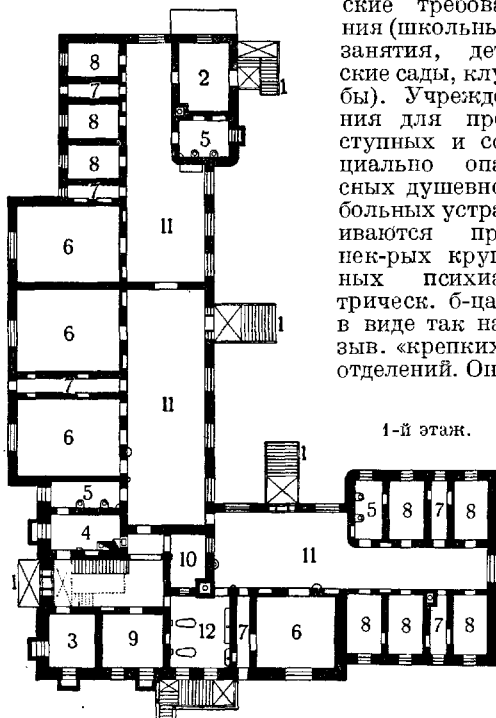 ские требова-
ния (школьные
занятия, дет-
ские сады, клу-
бы). Учрежде-
ния для пре-
ступных и со-
циально опа-
сных душевно-
больных устра-
иваются при
нек-рых круп-
ных психиа-
трическ. б-цах
в виде так на-
зыв. «крепких»
отделений. Они
1-й этаж.
8
2
1
7
8
5
8
7
11
6
6
1
7
11
6
1
5
5
8
7
8
4
11
10
1
3
9
12
7
6
8
8
7
8
1